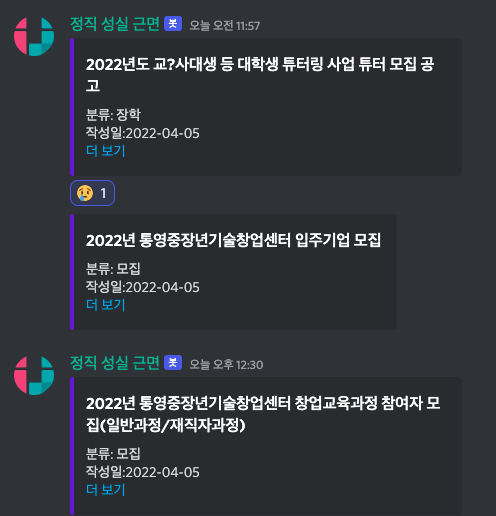 정직 성실 근면 봇 오늘 오전 11:57
2022년도 교?사대생 등 대학생 튜터링 사업 튜터 모집 공
고
분류: 장학
작성일:2022-04-05
더 보기
1
2022년 통영중장년기술창업센터 입주기업 모집
분류: 모집
작성일:2022-04-05
더 보기
정직 성실 근면 봇 오늘 오후 12:30
2022년 통영중장년기술창업센터 창업교육과정 참여자 모
집(일반과정/재직자과정)
분류: 모집
작성일:2022-04-05
더 보기